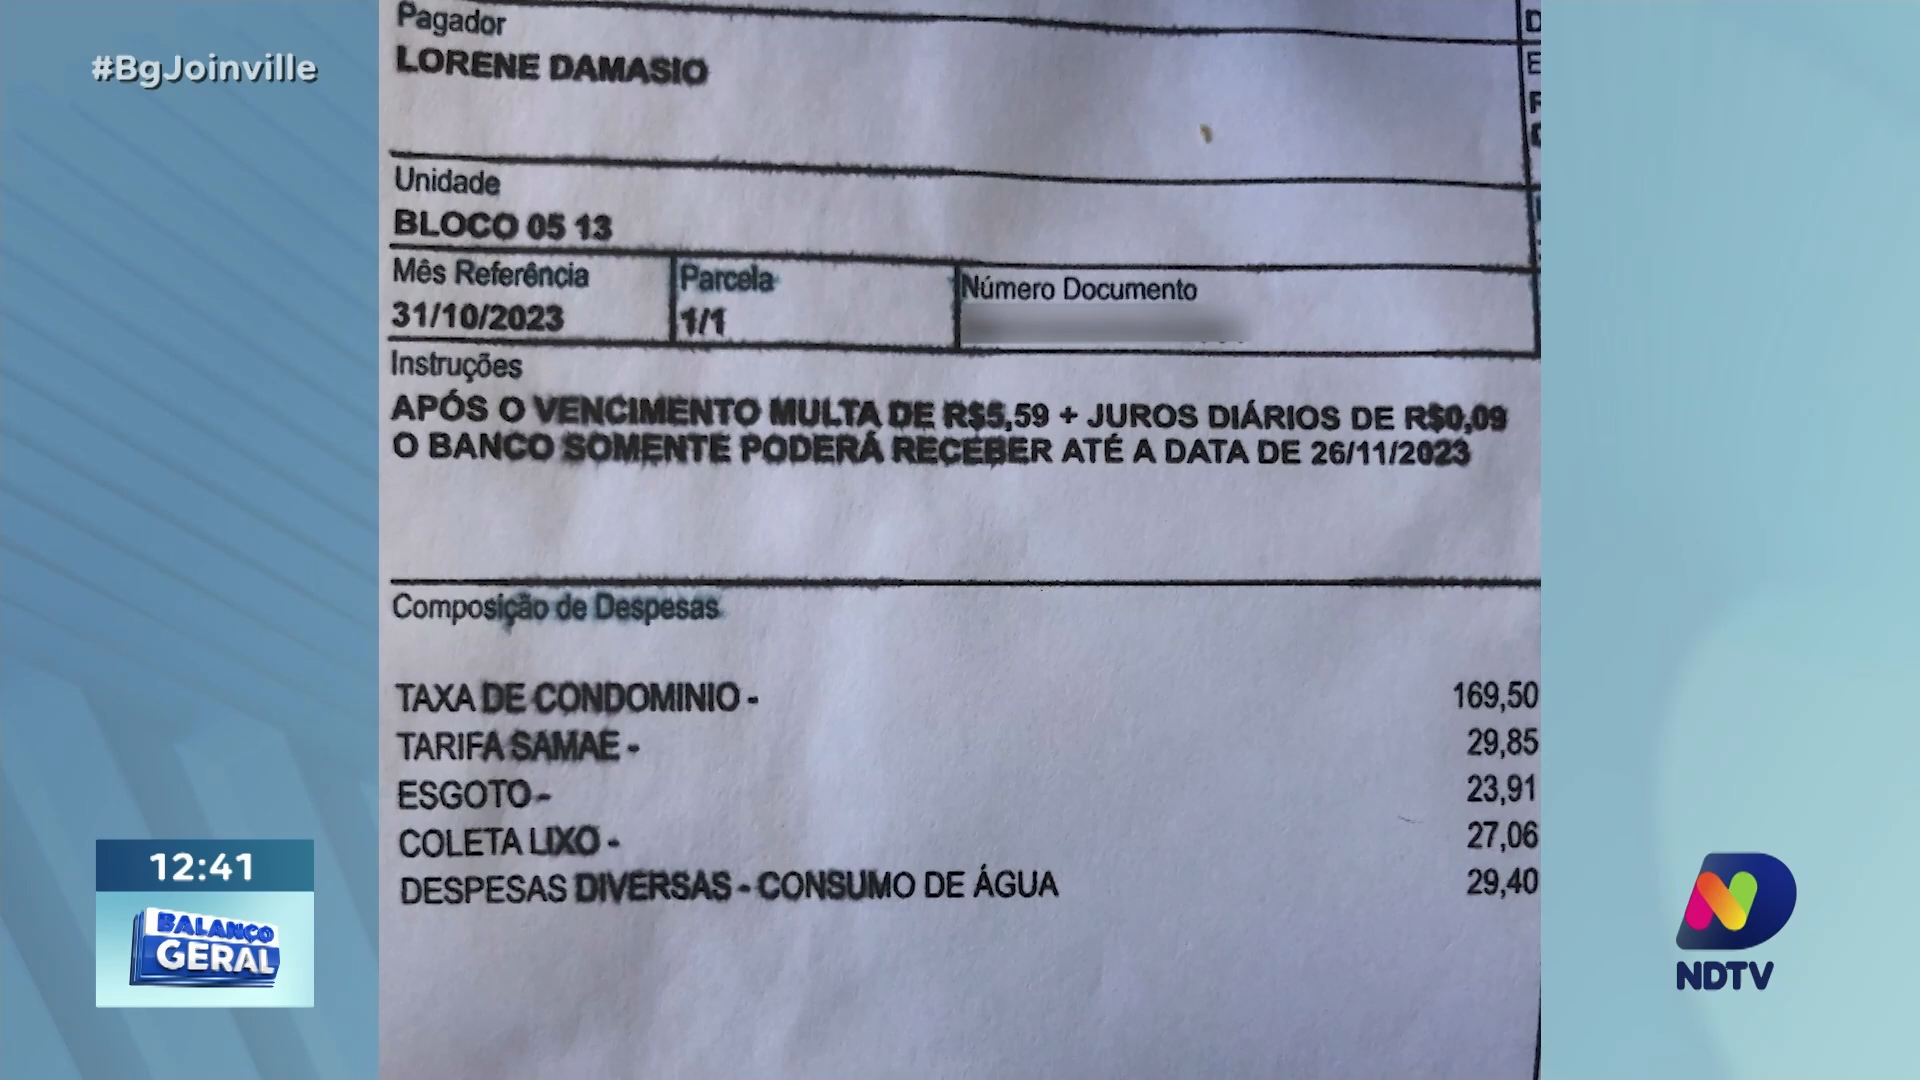 #BgJoinville
Pagador
LORENE DAMASIO
Unidade
BLOCO 05 13
Mês Referência
31/10/2023
Parcela
1/1
Número Documento
Instruções
APÓS O VENCIMENTO MULTA DE R$5,59 + JUROS DIÁRIOS DE R$0,09
O BANCO SOMENTE PODERÁ RECEBER ATÉ A DATA DE 26/11/2023
Composição de Despesas
TAXA DE CONDOMINIO - 169,50
TARIFA SAMAE - 29,85
ESGOTO - 23,91
COLETA LIXO - 27,06
DESPESAS DIVERSAS - CONSUMO DE ÁGUA 29,40
12:41
BALANÇO
GERAL
NDTV